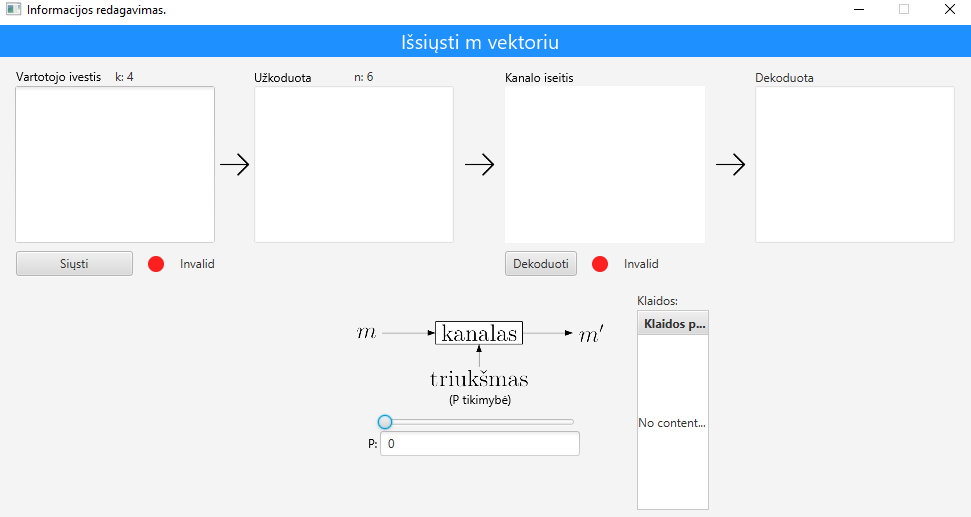 Informacijos redagavimas.
Išsiųsti m vektoriu
Vartotojo ivestis k: 4
Užkoduota n: 6
Kanalo iseitis
Dekoduota
Siųsti
Invalid
Dekoduoti
Invalid
m kanalas m′
triukšmas
(P tikimybė)
P: 0
Klaidos:
Klaidos p...
No content...